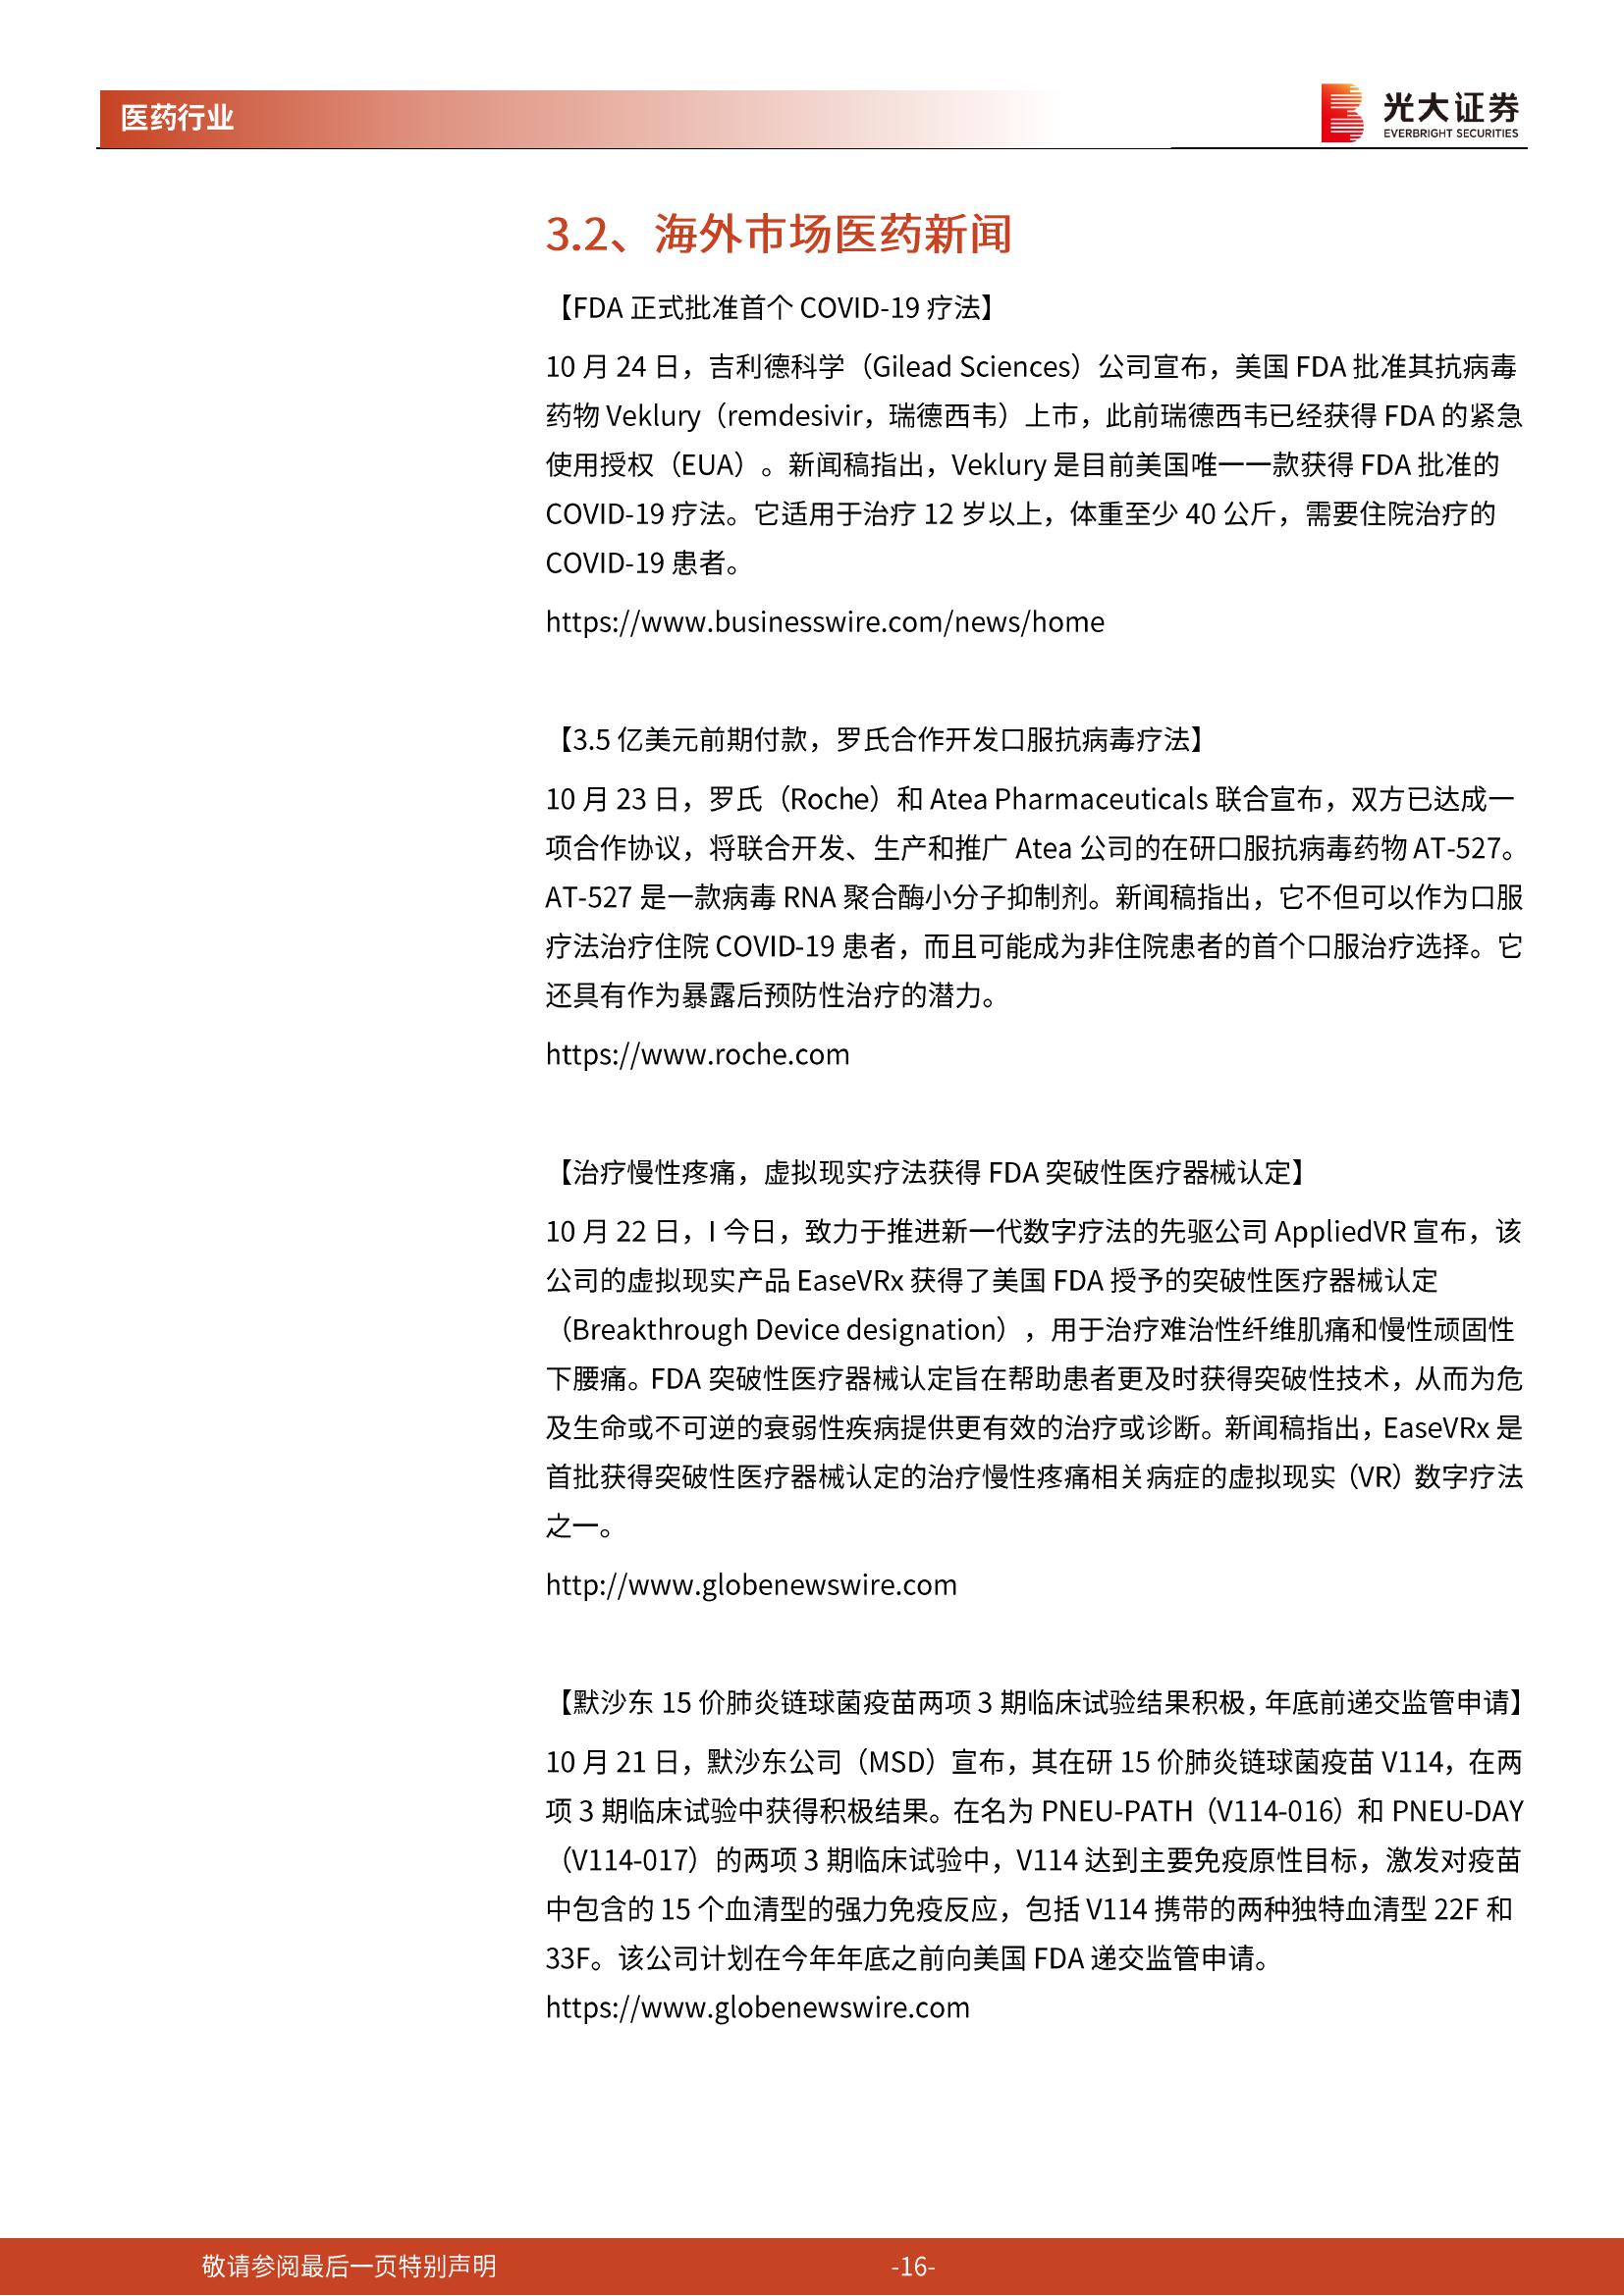 医药行业
光大证券
EVERBRIGHT SECURITIES
3.2、海外市场医药新闻
【FDA 正式批准首个 COVID-19 疗法】
10 月 24 日，吉利德科学（Gilead Sciences）公司宣布，美国 FDA 批准其抗病毒
药物 Veklury（remdesivir，瑞德西韦）上市，此前瑞德西韦已经获得 FDA 的紧急
使用授权（EUA）。新闻稿指出，Veklury 是目前美国唯一一款获得 FDA 批准的
COVID-19 疗法。它适用于治疗 12 岁以上，体重至少 40 公斤，需要住院治疗的
COVID-19 患者。
https://www.businesswire.com/news/home
【3.5 亿美元前期付款，罗氏合作开发口服抗病毒疗法】
10 月 23 日，罗氏（Roche）和 Atea Pharmaceuticals 联合宣布，双方已达成一
项合作协议，将联合开发、生产和推广 Atea 公司的在研口服抗病毒药物 AT-527。
AT-527 是一款病毒 RNA 聚合酶小分子抑制剂。新闻稿指出，它不但可以作为口服
疗法治疗住院 COVID-19 患者，而且可能成为非住院患者的首个口服治疗选择。它
还具有作为暴露后预防性治疗的潜力。
https://www.roche.com
【治疗慢性疼痛，虚拟现实疗法获得 FDA 突破性医疗器械认定】
10 月 22 日，I 今日，致力于推进新一代数字疗法的先驱公司 AppliedVR 宣布，该
公司的虚拟现实产品 EaseVRx 获得了美国 FDA 授予的突破性医疗器械认定
（Breakthrough Device designation），用于治疗难治性纤维肌痛和慢性顽固性
下腰痛。FDA 突破性医疗器械认定旨在帮助患者更及时获得突破性技术，从而为危
及生命或不可逆的衰弱性疾病提供更有效的治疗或诊断。新闻稿指出，EaseVRx 是
首批获得突破性医疗器械认定的治疗慢性疼痛相关病症的虚拟现实（VR）数字疗法
之一。
http://www.globenewswire.com
【默沙东 15 价肺炎链球菌疫苗两项 3 期临床试验结果积极，年底前递交监管申请】
10 月 21 日，默沙东公司（MSD）宣布，其在研 15 价肺炎链球菌疫苗 V114，在两
项 3 期临床试验中获得积极结果。在名为 PNEU-PATH（V114-016）和 PNEU-DAY
（V114-017）的两项 3 期临床试验中，V114 达到主要免疫原性目标，激发对疫苗
中包含的 15 个血清型的强力免疫反应，包括 V114 携带的两种独特血清型 22F 和
33F。该公司计划在今年年底之前向美国 FDA 递交监管申请。
https://www.globenewswire.com
敬请参阅最后一页特别声明
-16-